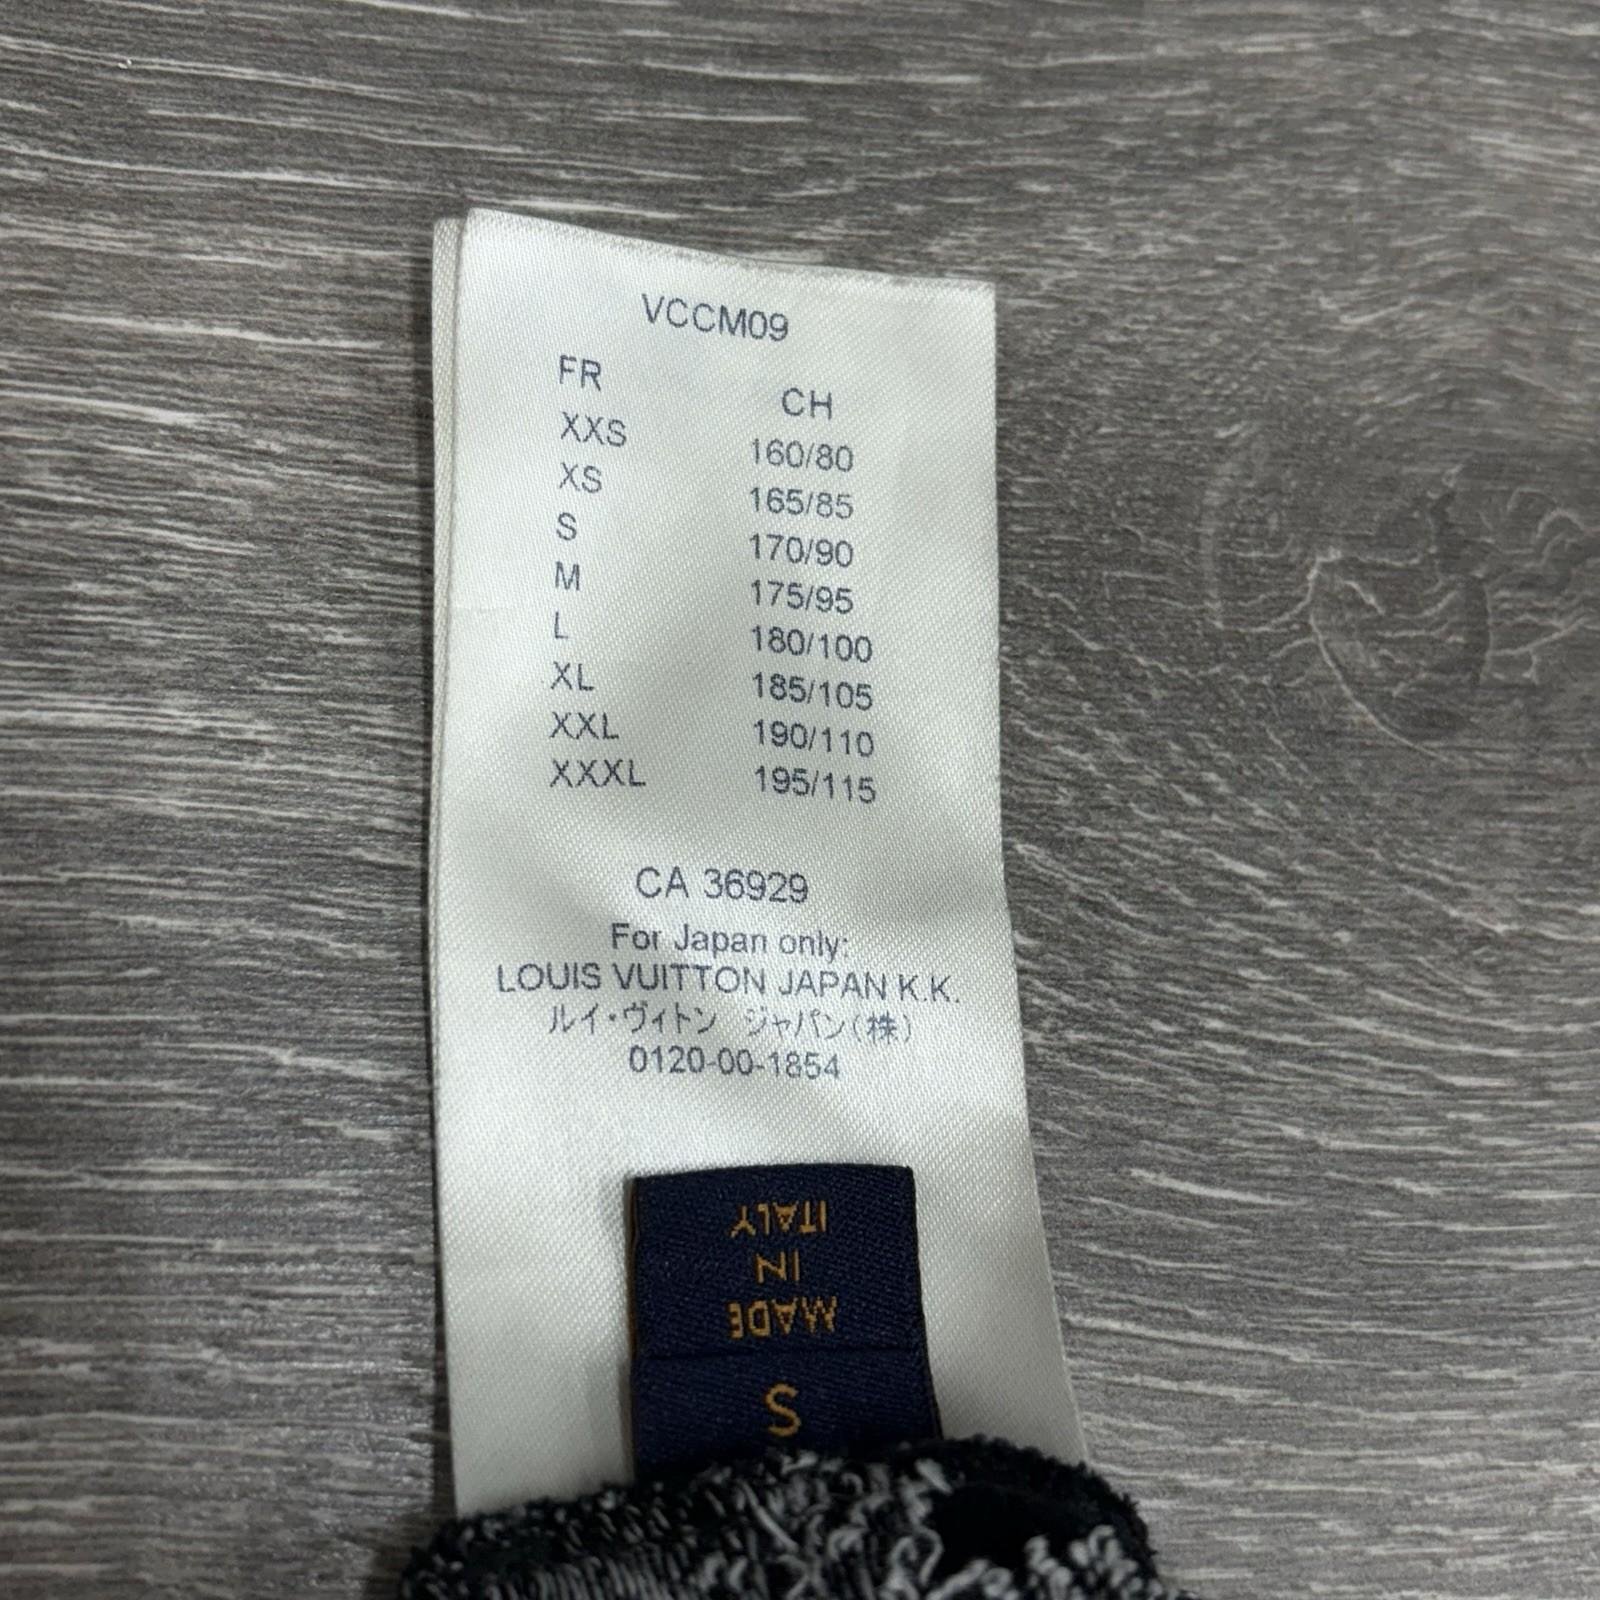 VCCM09
FR CH
XXS 160/80
XS 165/85
S 170/90
M 175/95
L 180/100
XL 185/105
XXL 190/110
XXXL 195/115
CA 36929
For Japan only:
LOUIS VUITTON JAPAN K.K.
ルイ・ヴィトン ジャパン(株)
0120-00-1854
S
MADE
IN
ITALY